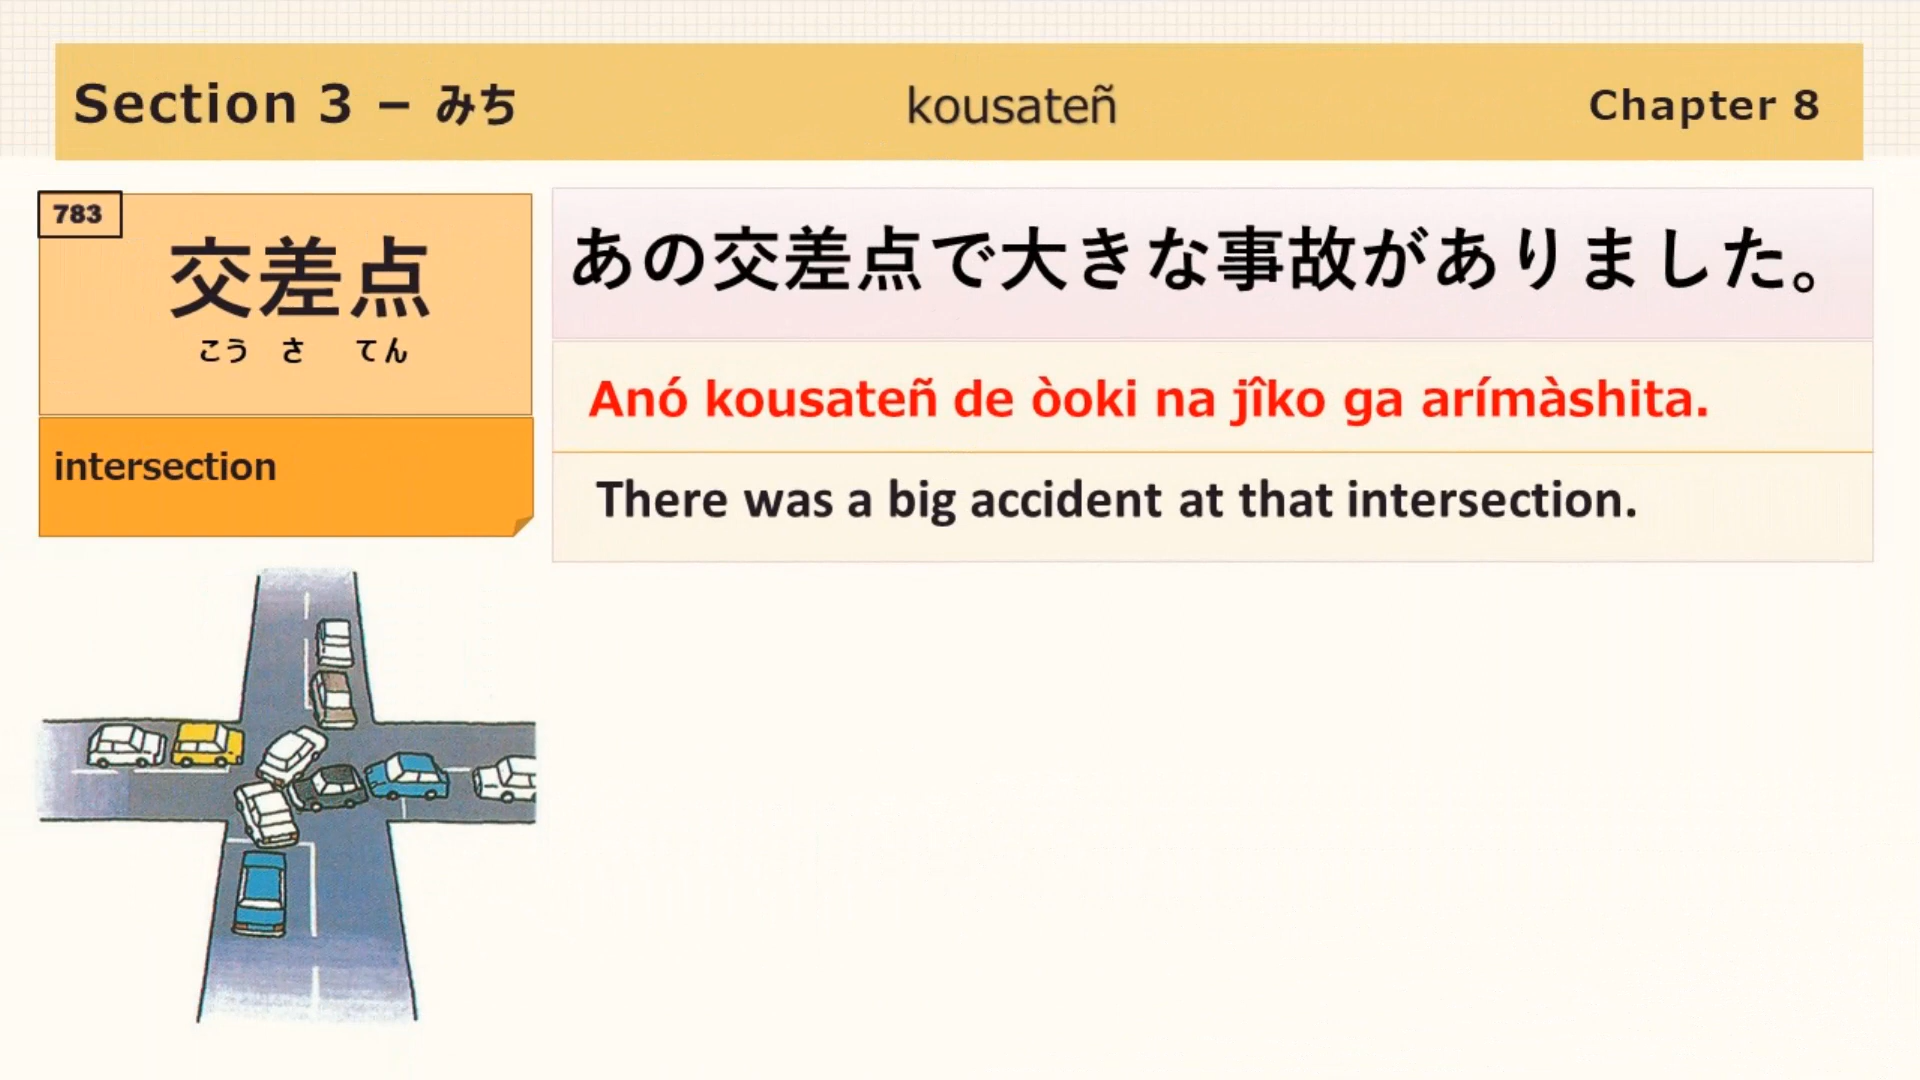 Section 3 – みち
kousateñ
Chapter 8
783
交差点
こう さ てん
intersection
あの交差点で大きな事故がありました。
Anó kousateñ de òoki na jîko ga arímàshita.
There was a big accident at that intersection.